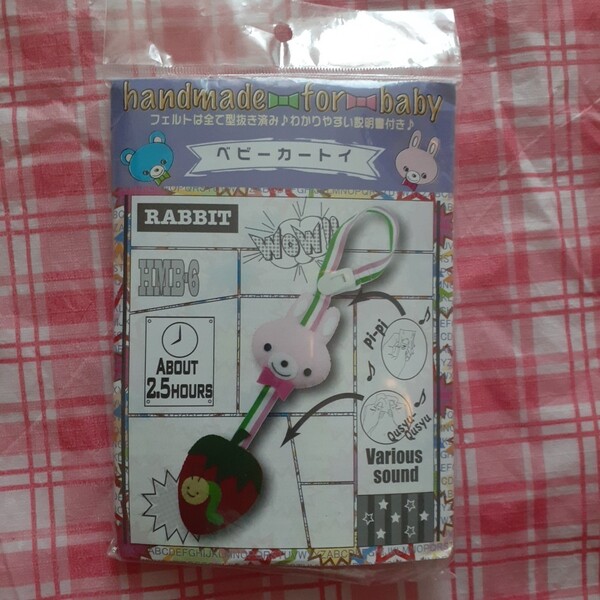 handmade for baby
フェルトは全て型抜き済み♪わかりやすい説明書付き♪
ベビーカートイ
RABBIT
WOW!!
HMB-6
Pi-Pi
ABOUT
2.5HOURS
Qusyu-
Qusyu
Various
sound